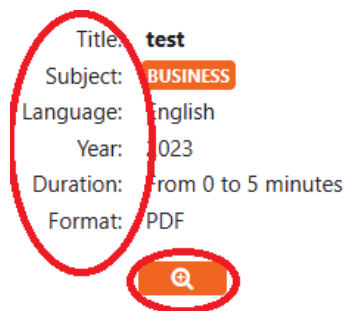 Title: test
Subject: BUSINESS
Language: English
Year: 2023
Duration: From 0 to 5 minutes
Format: PDF